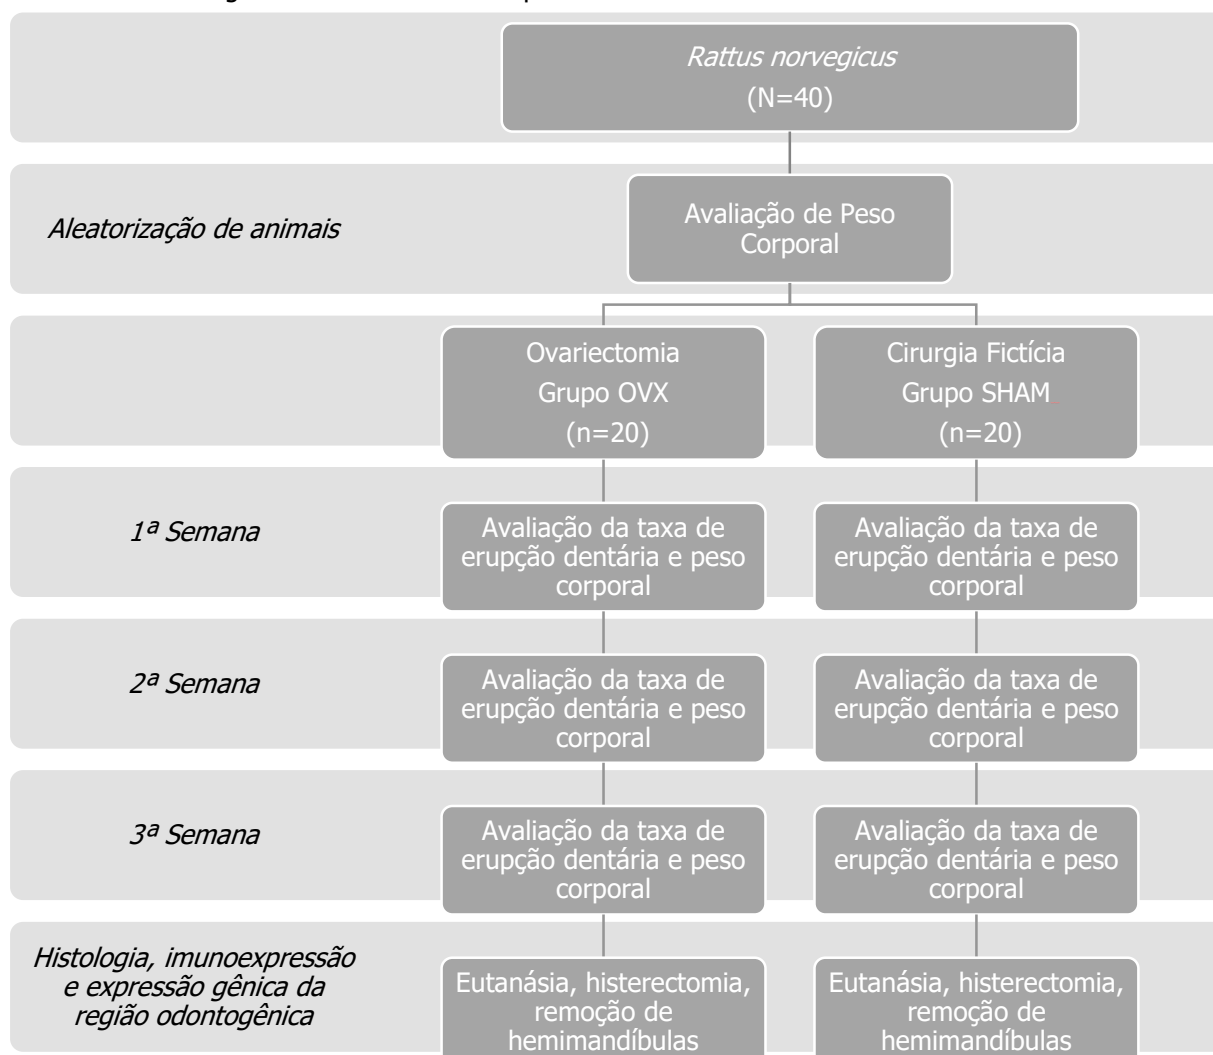 Rattus norvegicus
(N=40)
Aleatorização de animais
Avaliação de Peso
Corporal
Ovariectomia
Grupo OVX
(n=20)
Cirurgia Fictícia
Grupo SHAM
(n=20)
1ª Semana
Avaliação da taxa de
erupção dentária e peso
corporal
Avaliação da taxa de
erupção dentária e peso
corporal
2ª Semana
Avaliação da taxa de
erupção dentária e peso
corporal
Avaliação da taxa de
erupção dentária e peso
corporal
3ª Semana
Avaliação da taxa de
erupção dentária e peso
corporal
Avaliação da taxa de
erupção dentária e peso
corporal
Histologia, imunoexpressão
e expressão gênica da
região odontogênica
Eutanásia, histerectomia,
remoção de
hemimandíbulas
Eutanásia, histerectomia,
remoção de
hemimandíbulas